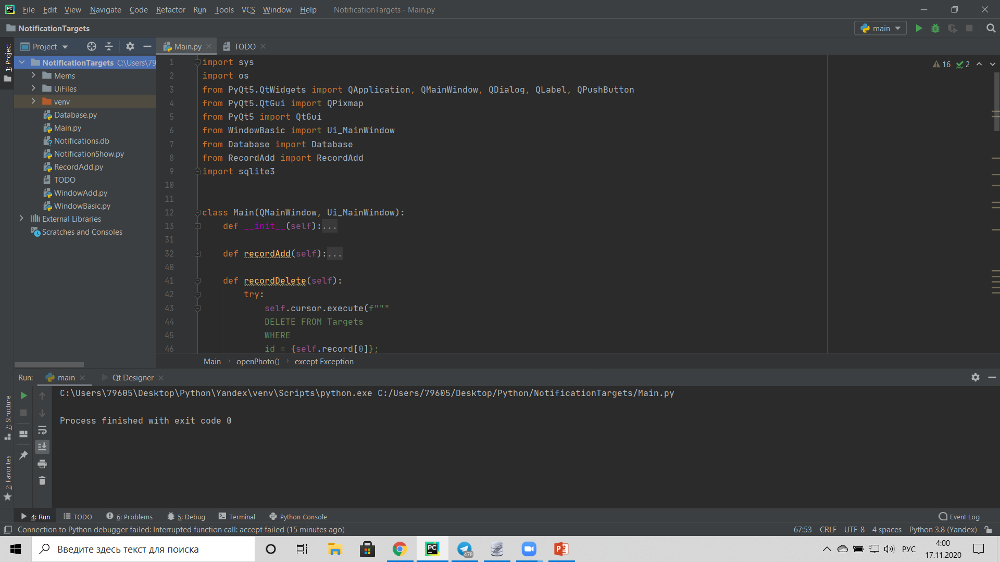 File Edit View Navigate Code Refactor Run Tools VCS Window Help NotificationTargets - Main.py
NotificationTargets
main
1: Project
Project
Main.py
TODO
NotificationTargets C:\Users\79
Mems
UiFiles
venv
Database.py
Main.py
Notifications.db
NotificationShow.py
RecordAdd.py
TODO
WindowAdd.py
WindowBasic.py
External Libraries
Scratches and Consoles
16 2
1 import sys
2 import os
3 from PyQt5.QtWidgets import QApplication, QMainWindow, QDialog, QLabel, QPushButton
4 from PyQt5.QtGui import QPixmap
5 from PyQt5 import QtGui
6 from WindowBasic import Ui_MainWindow
7 from Database import Database
8 from RecordAdd import RecordAdd
9 import sqlite3
10
11
12 class Main(QMainWindow, Ui_MainWindow):
13 def __init__(self):...
31
32 def recordAdd(self):...
40
41 def recordDelete(self):
42 try:
43 self.cursor.execute(f"""
44 DELETE FROM Targets
45 WHERE
46 id = {self.record[0]};
Main › openPhoto() › except Exception
Run: main Qt Designer
C:\Users\79605\Desktop\Python\Yandex\venv\Scripts\python.exe C:/Users/79605/Desktop/Python/NotificationTargets/Main.py
Process finished with exit code 0
7: Structure
2: Favorites
4: Run TODO 6: Problems 5: Debug Terminal Python Console Event Log
Connection to Python debugger failed: Interrupted function call: accept failed (15 minutes ago) 67:53 CRLF UTF-8 4 spaces Python 3.8 (Yandex)
Введите здесь текст для поиска
478
РУС
4:00
17.11.2020